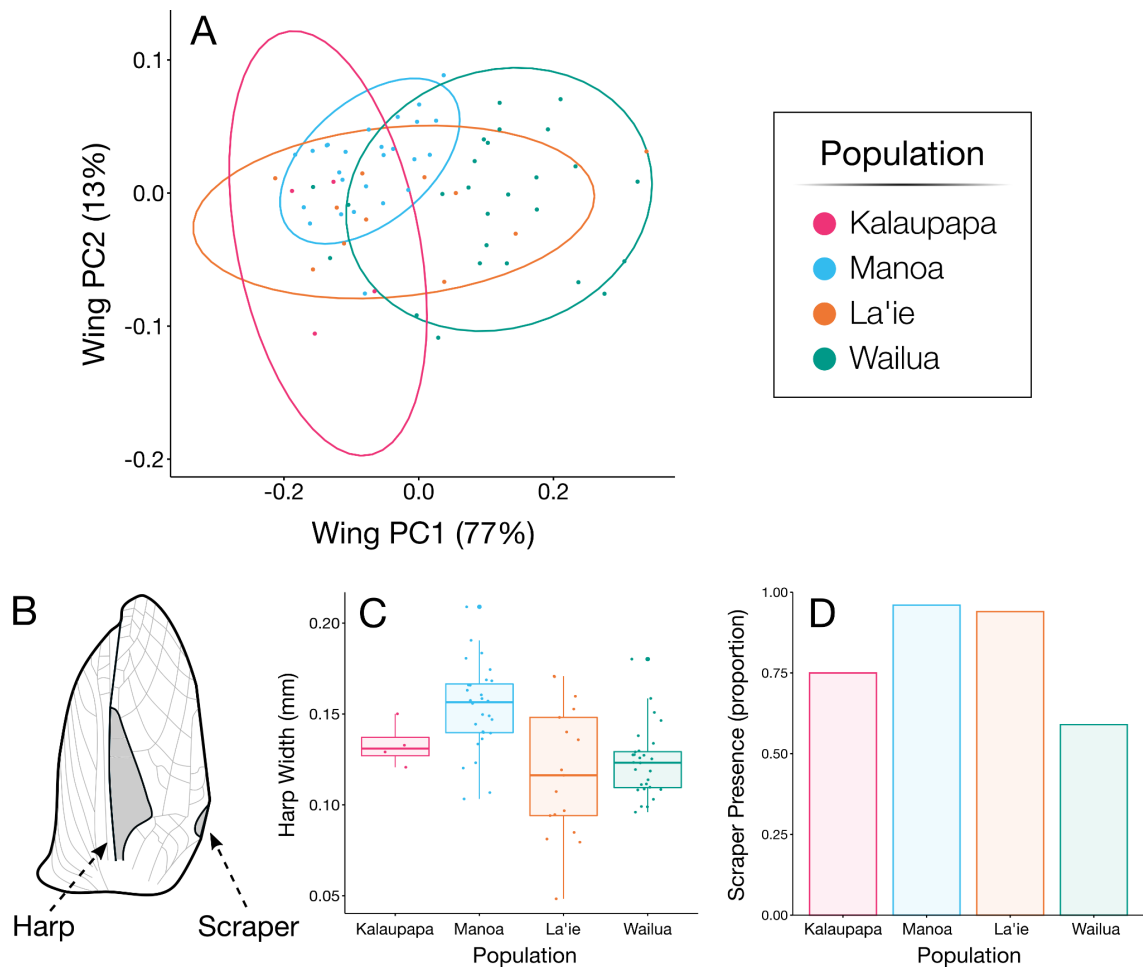 A
0.1
0.0
-0.1
-0.2
Wing PC2 (13%)
-0.2
0.0
0.2
Wing PC1 (77%)
Population
Kalaupapa
Manoa
La'ie
Wailua
B
Harp
Scraper
C
0.20
0.15
0.10
0.05
Harp Width (mm)
Kalaupapa
Manoa
La'ie
Wailua
Population
D
1.00
0.75
0.50
0.25
0.00
Scraper Presence (proportion)
Kalaupapa
Manoa
La'ie
Wailua
Population